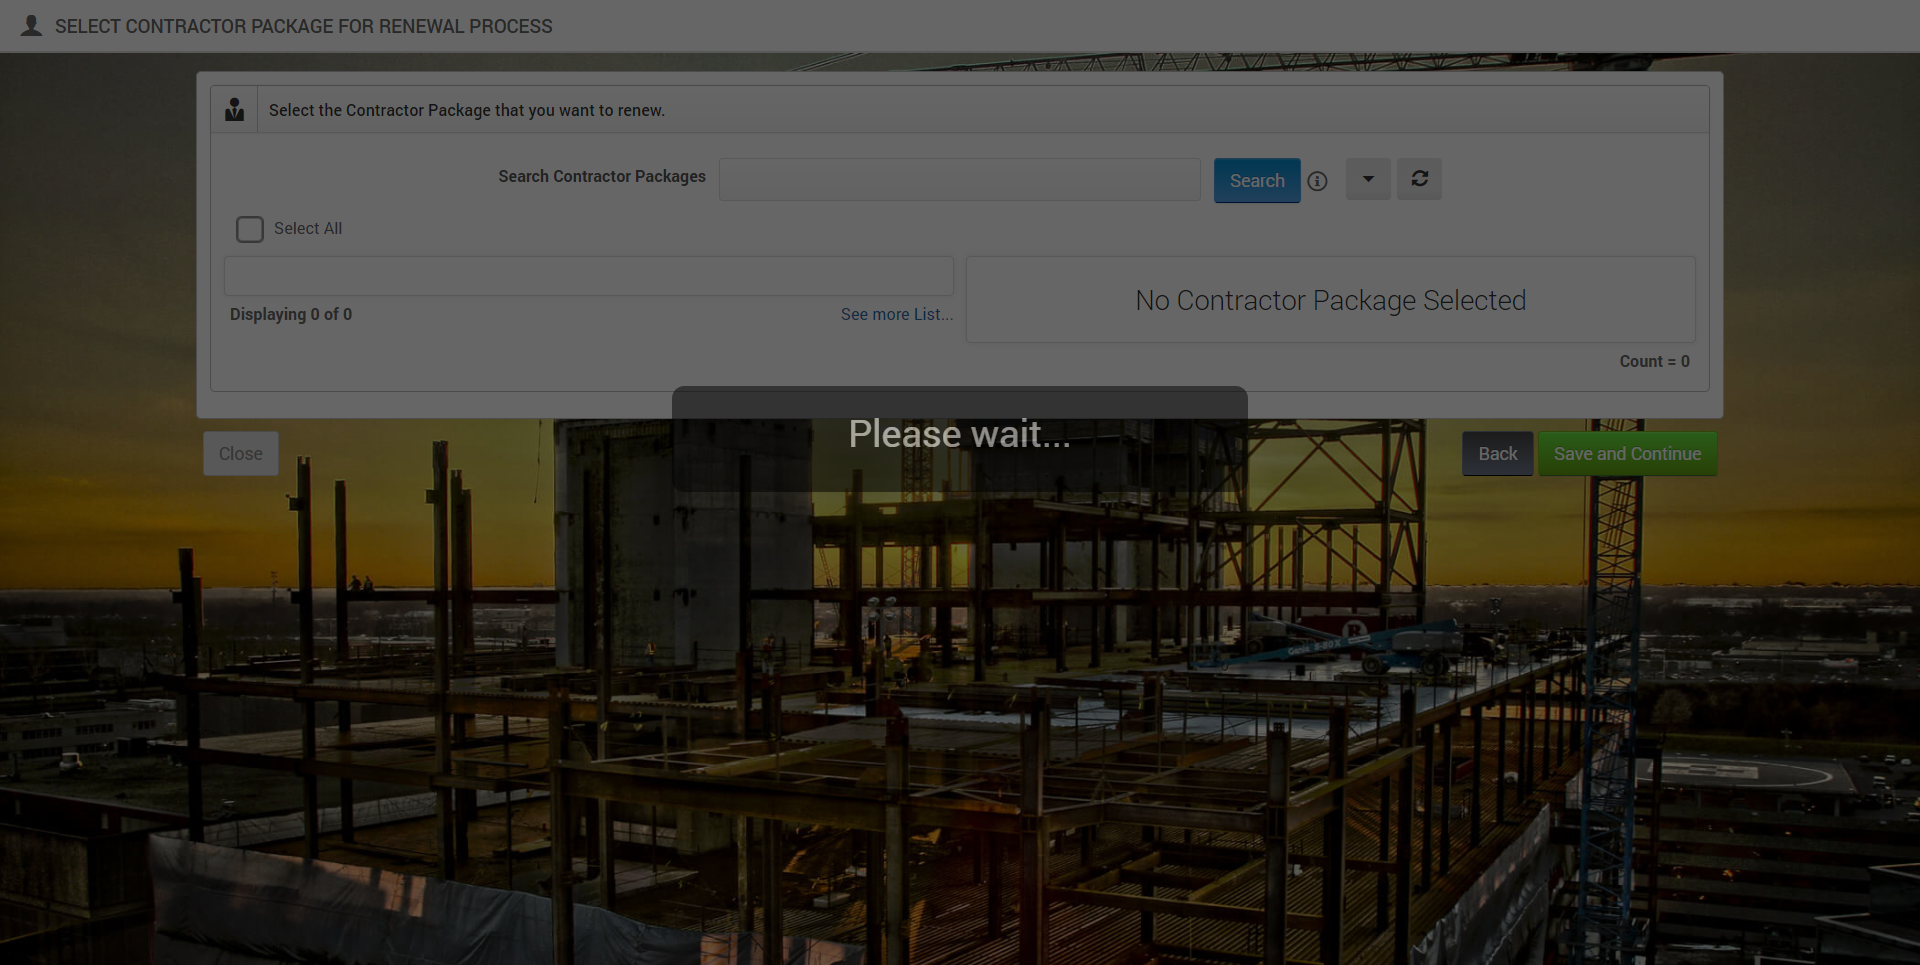 SELECT CONTRACTOR PACKAGE FOR RENEWAL PROCESS
Select the Contractor Package that you want to renew.
Search Contractor Packages
Search
Select All
Displaying 0 of 0
See more List...
No Contractor Package Selected
Count = 0
Please wait...
Close
Back
Save and Continue
Genie S-80X